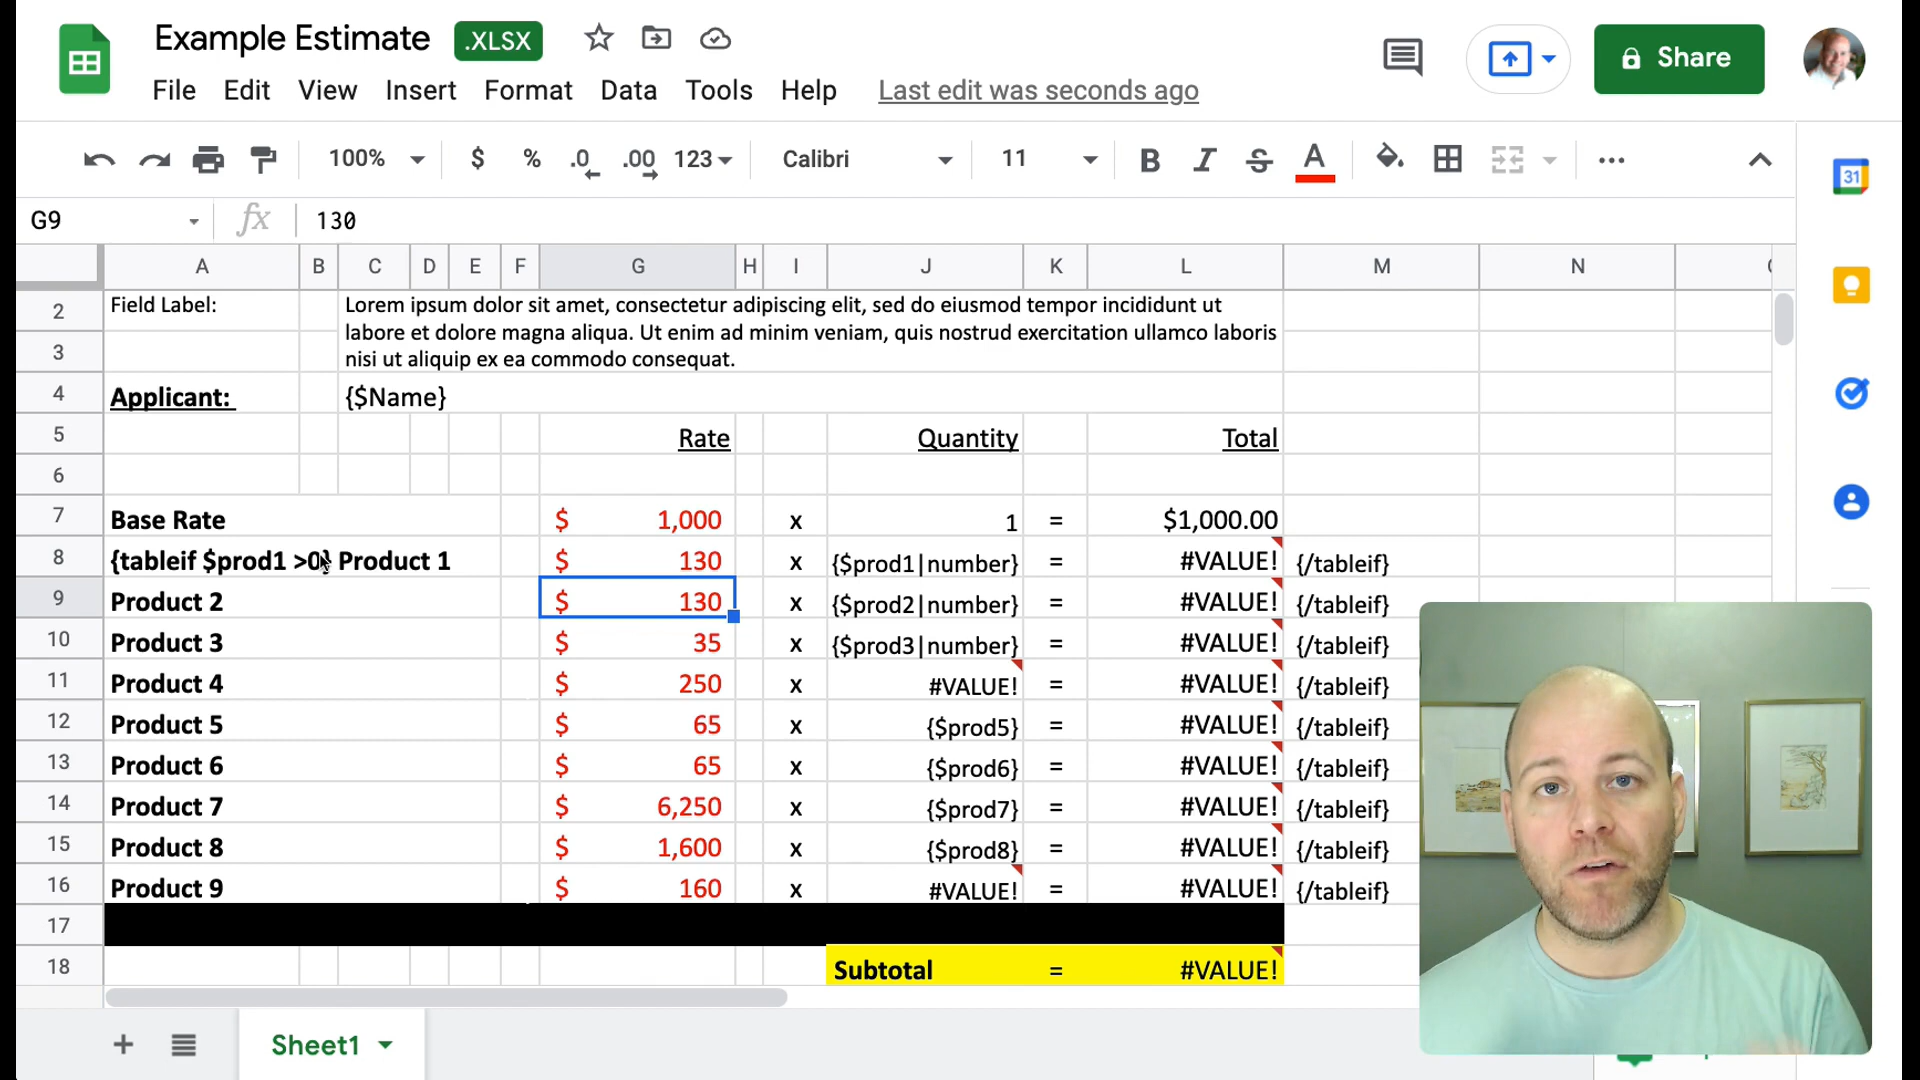 Example Estimate .XLSX
Share
File Edit View Insert Format Data Tools Help Last edit was seconds ago
100% $ % .0 .00 123 Calibri 11 B I S A
31
G9 fx 130
A B C D E F G H I J K L M N
2 Field Label: Lorem ipsum dolor sit amet, consectetur adipiscing elit, sed do eiusmod tempor incididunt ut
labore et dolore magna aliqua. Ut enim ad minim veniam, quis nostrud exercitation ullamco laboris
3 nisi ut aliquip ex ea commodo consequat.
4 Applicant: {$Name}
5 Rate Quantity Total
6
7 Base Rate $ 1,000 x 1 = $1,000.00
8 {tableif $prod1 >0} Product 1 $ 130 x {$prod1|number} = #VALUE! {/tableif}
9 Product 2 $ 130 x {$prod2|number} = #VALUE! {/tableif}
10 Product 3 $ 35 x {$prod3|number} = #VALUE! {/tableif}
11 Product 4 $ 250 x #VALUE! = #VALUE! {/tableif}
12 Product 5 $ 65 x {$prod5} = #VALUE! {/tableif}
13 Product 6 $ 65 x {$prod6} = #VALUE! {/tableif}
14 Product 7 $ 6,250 x {$prod7} = #VALUE! {/tableif}
15 Product 8 $ 1,600 x {$prod8} = #VALUE! {/tableif}
16 Product 9 $ 160 x #VALUE! = #VALUE! {/tableif}
17
18 Subtotal = #VALUE!
+ Sheet1